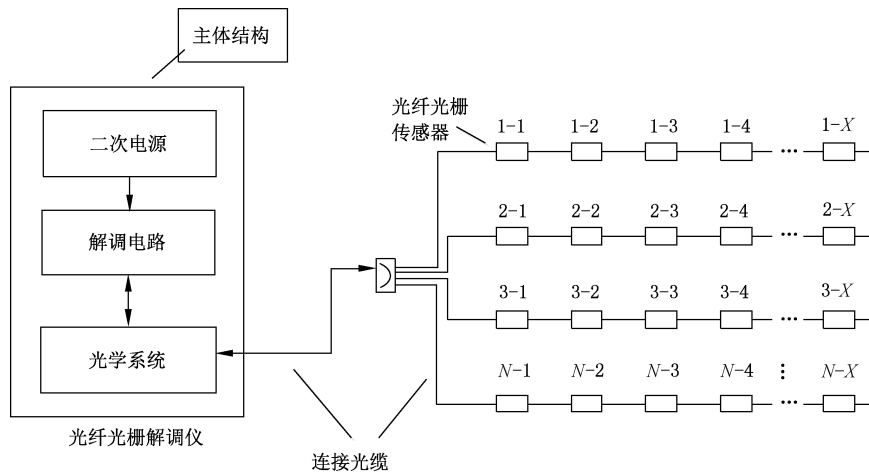 主体结构
二次电源
解调电路
光学系统
光纤光栅解调仪
连接光缆
光纤光栅
传感器
1-1 1-2 1-3 1-4 1-X
2-1 2-2 2-3 2-4 ... 2-X
3-1 3-2 3-3 3-4 3-X
N-1 N-2 N-3 N-4 N-X